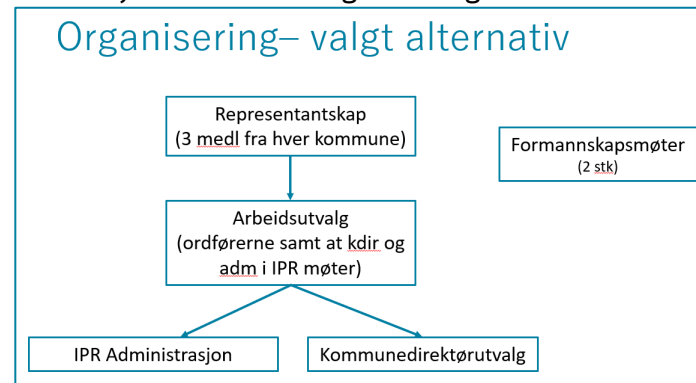 Organisering– valgt alternativ
Representantskap
(3 medl fra hver kommune)
Formannskapsmøter
(2 stk)
Arbeidsutvalg
(ordførerne samt at kdir og
adm i IPR møter)
IPR Administrasjon
Kommunedirektørutvalg